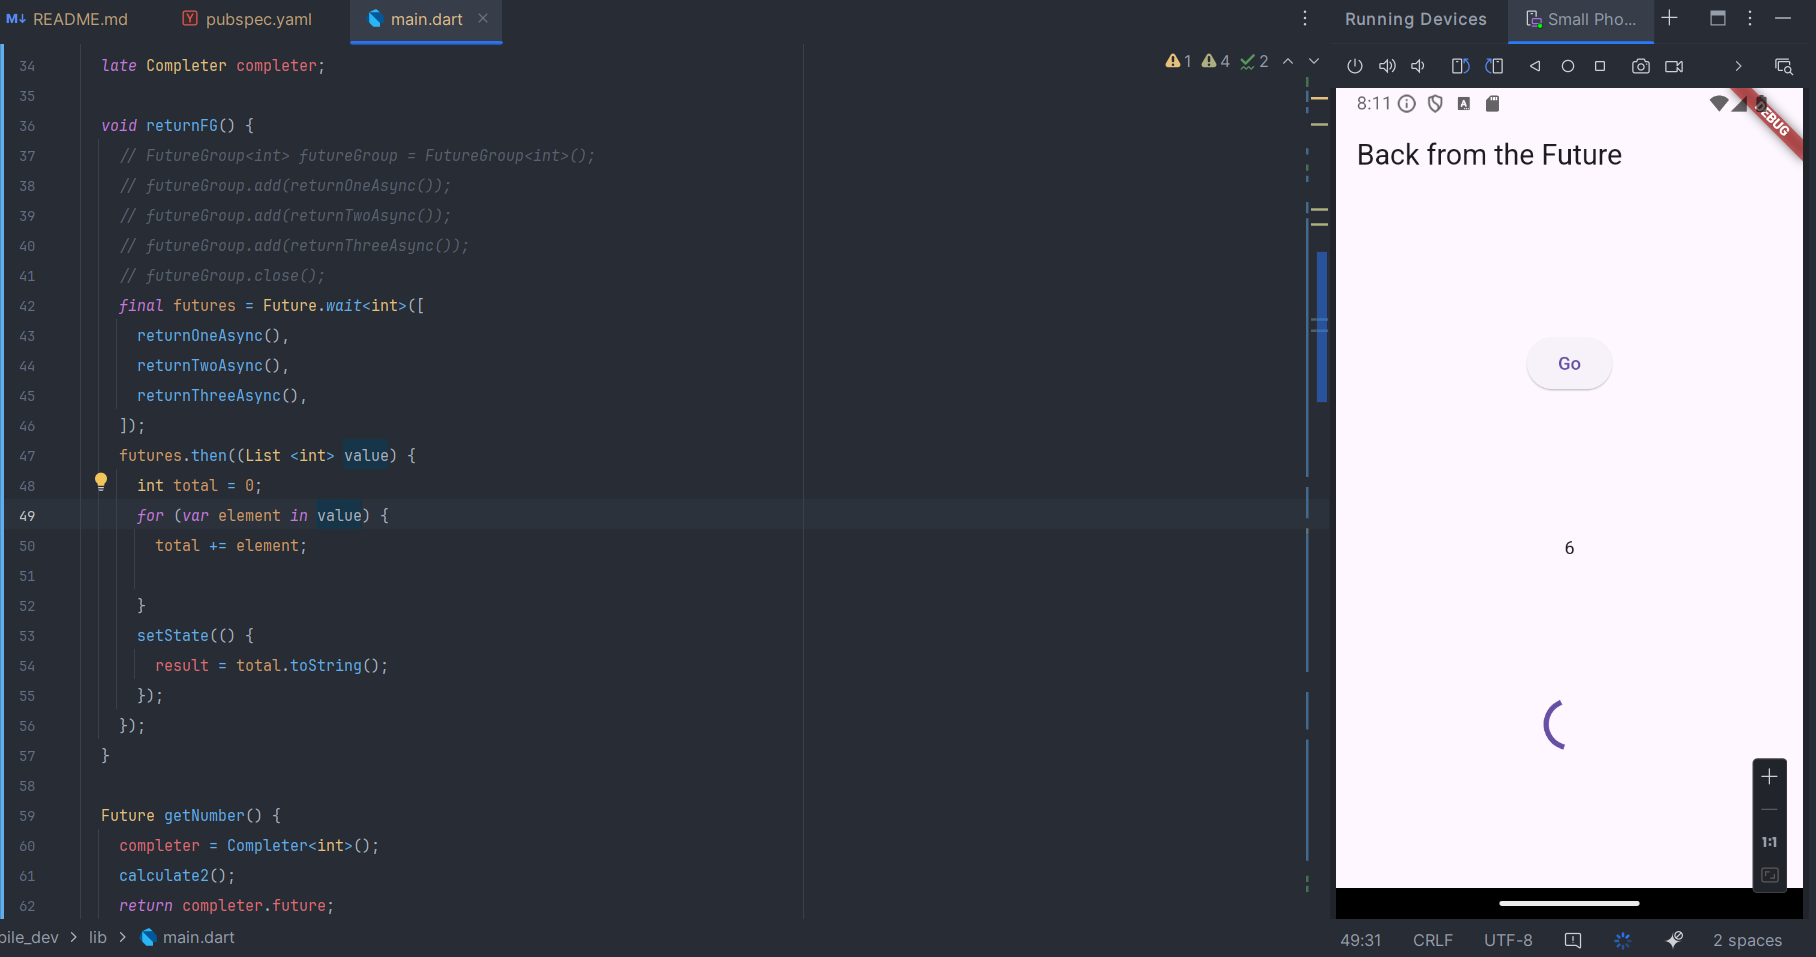 README.md
pubspec.yaml
main.dart
34 late Completer completer;
35
36 void returnFG() {
37 // FutureGroup<int> futureGroup = FutureGroup<int>();
38 // futureGroup.add(returnOneAsync());
39 // futureGroup.add(returnTwoAsync());
40 // futureGroup.add(returnThreeAsync());
41 // futureGroup.close();
42 final futures = Future.wait<int>([
43 returnOneAsync(),
44 returnTwoAsync(),
45 returnThreeAsync(),
46 ]);
47 futures.then((List <int> value) {
48 int total = 0;
49 for (var element in value) {
50 total += element;
51
52 }
53 setState(() {
54 result = total.toString();
55 });
56 });
57 }
58
59 Future getNumber() {
60 completer = Completer<int>();
61 calculate2();
62 return completer.future;
1 4 2
Running Devices
Small Pho...
8:11
DEBUG
Back from the Future
Go
6
1:1
bile_dev > lib > main.dart
49:31 CRLF UTF-8 2 spaces